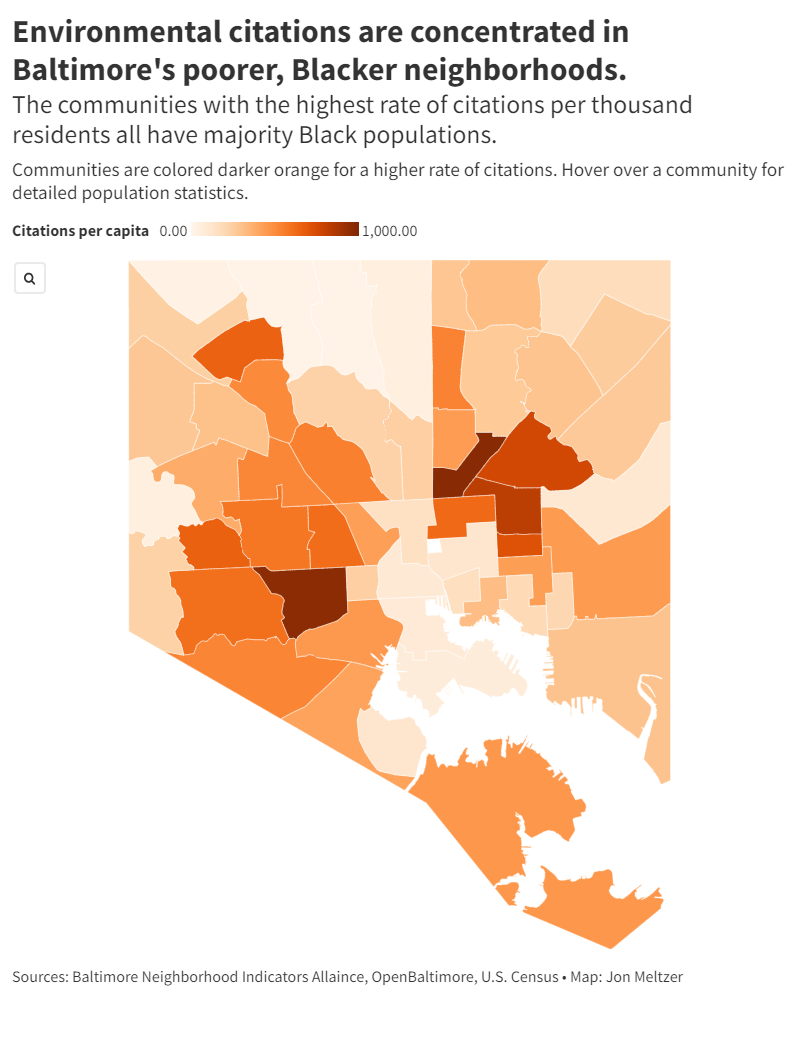 Environmental citations are concentrated in
Baltimore's poorer, Blacker neighborhoods.
The communities with the highest rate of citations per thousand
residents all have majority Black populations.
Communities are colored darker orange for a higher rate of citations. Hover over a community for
detailed population statistics.
Citations per capita 0.00 1,000.00
Sources: Baltimore Neighborhood Indicators Allaince, OpenBaltimore, U.S. Census • Map: Jon Meltzer